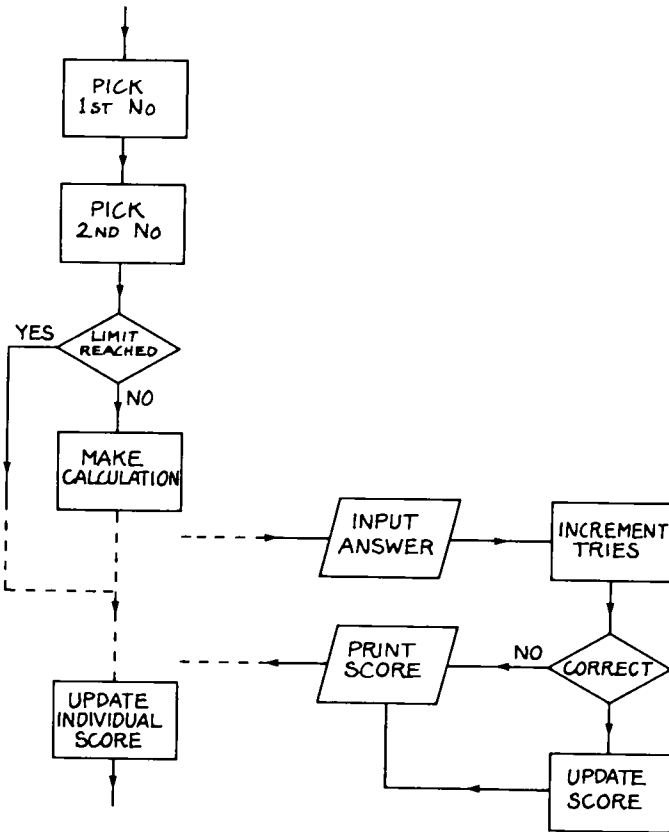 PICK
1ST NO
PICK
2ND NO
YES
LIMIT
REACHED
NO
MAKE
CALCULATION
INPUT
ANSWER
INCREMENT
TRIES
PRINT
SCORE
NO
CORRECT
UPDATE
INDIVIDUAL
SCORE
UPDATE
SCORE